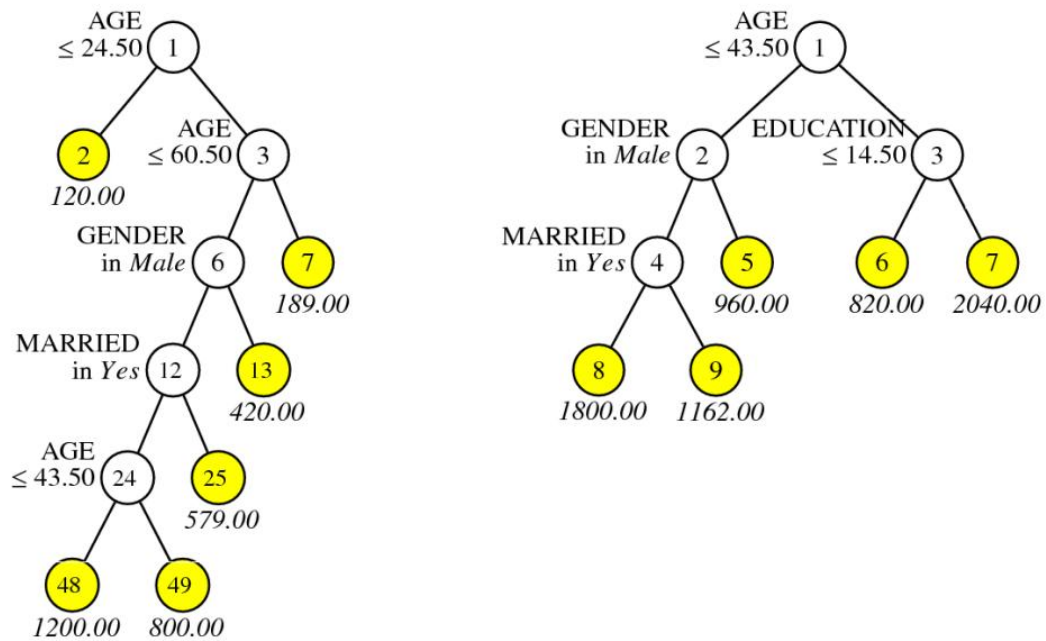 AGE
≤ 24.50
1
2
120.00
AGE
≤ 60.50
3
GENDER
in Male
6
7
189.00
MARRIED
in Yes
12
13
420.00
AGE
≤ 43.50
24
25
579.00
48
49
1200.00
800.00
AGE
≤ 43.50
1
GENDER
in Male
2
EDUCATION
≤ 14.50
3
MARRIED
in Yes
4
5
960.00
6
7
820.00
2040.00
8
9
1800.00
1162.00